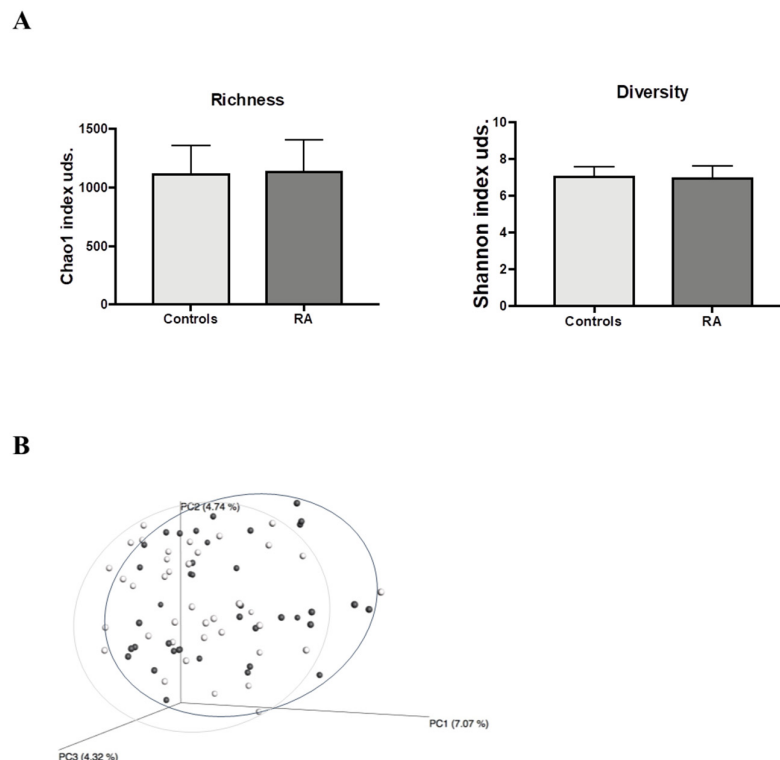 A
Richness
Chao1 index uds.
1500
1000
500
0
Controls RA
Diversity
Shannon index uds.
10
8
6
4
2
0
Controls RA
B
PC2 (4.74 %)
PC1 (7.07 %)
PC3 (4.32 %)